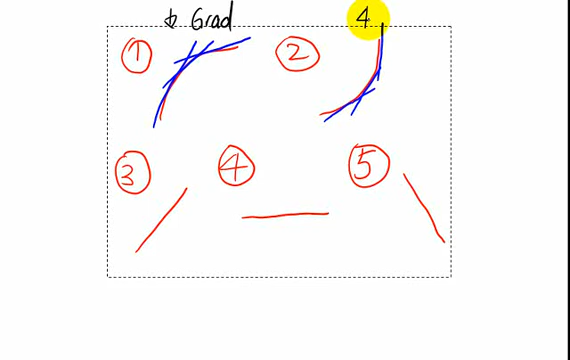 ↓ Grad
4
① ②
③ ④ ⑤